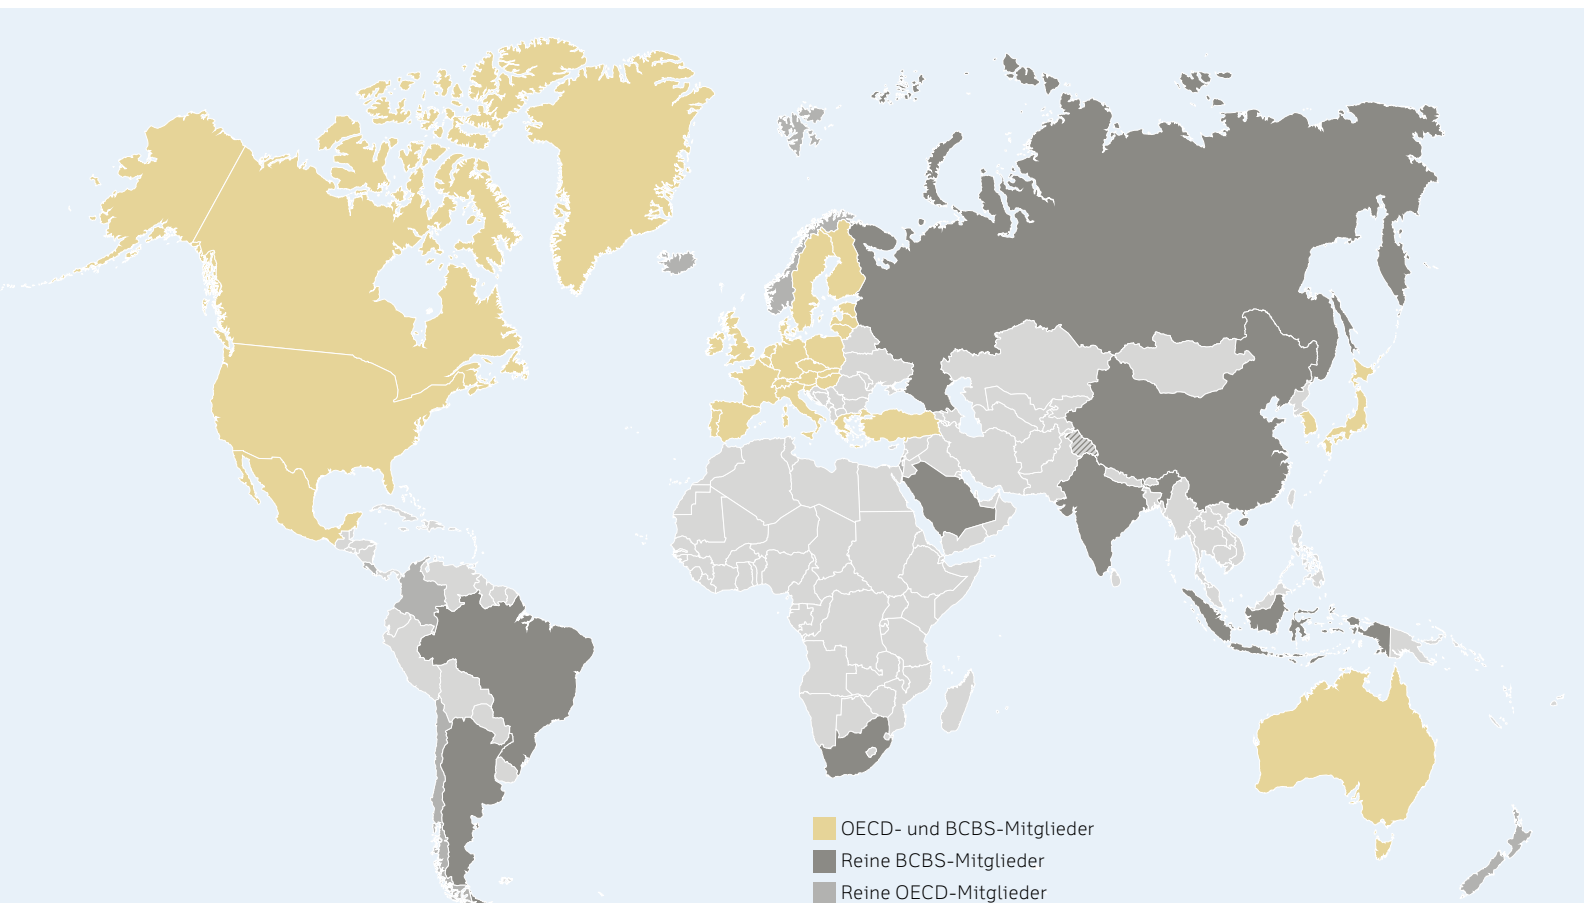 OECD- und BCBS-Mitglieder
Reine BCBS-Mitglieder
Reine OECD-Mitglieder